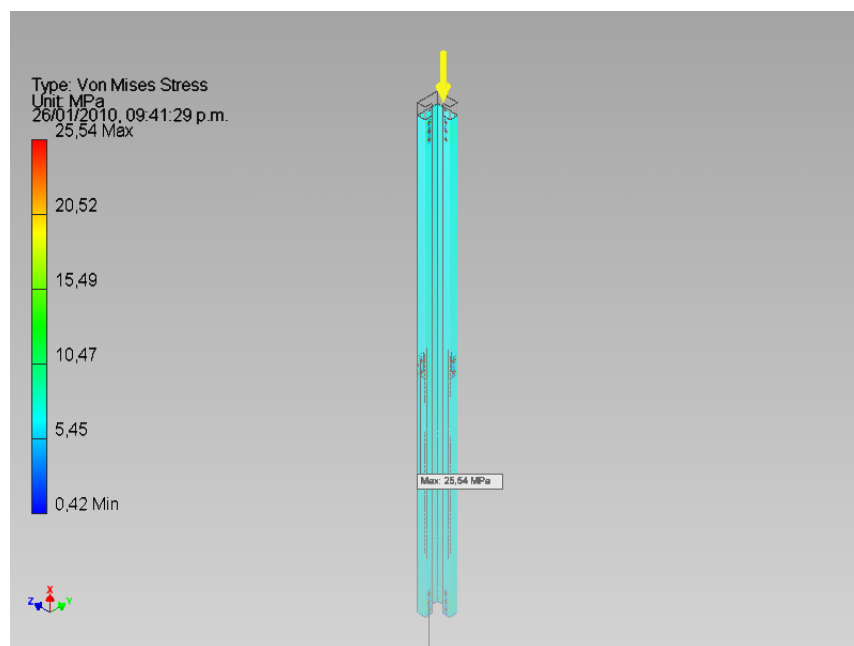 Type: Von Mises Stress
Unit: MPa
26/01/2010, 09:41:29 p.m.
25,54 Max
20,52
15,49
10,47
5,45
0,42 Min
Max: 25,54 MPa
X
Z
Y